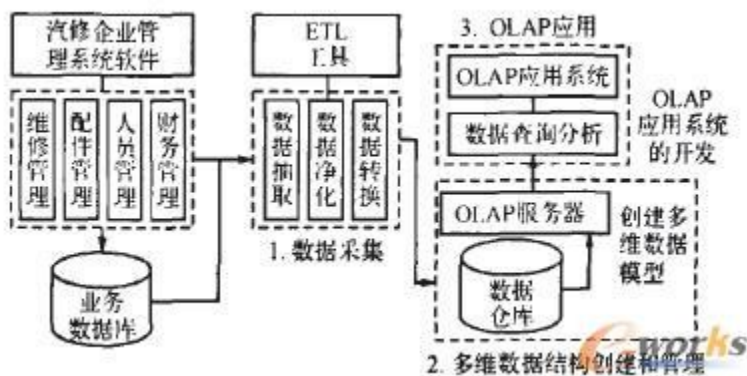 汽修企业管
理系统软件
维修管理
配件管理
人员管理
财务管理
业务
数据库
ETL
工具
数据抽取
数据净化
数据转换
1. 数据采集
3. OLAP应用
OLAP应用系统
数据查询分析
OLAP
应用系统
的开发
OLAP服务器
创建多
维数据
模型
数据
仓库
e-works
2. 多维数据结构创建和管理